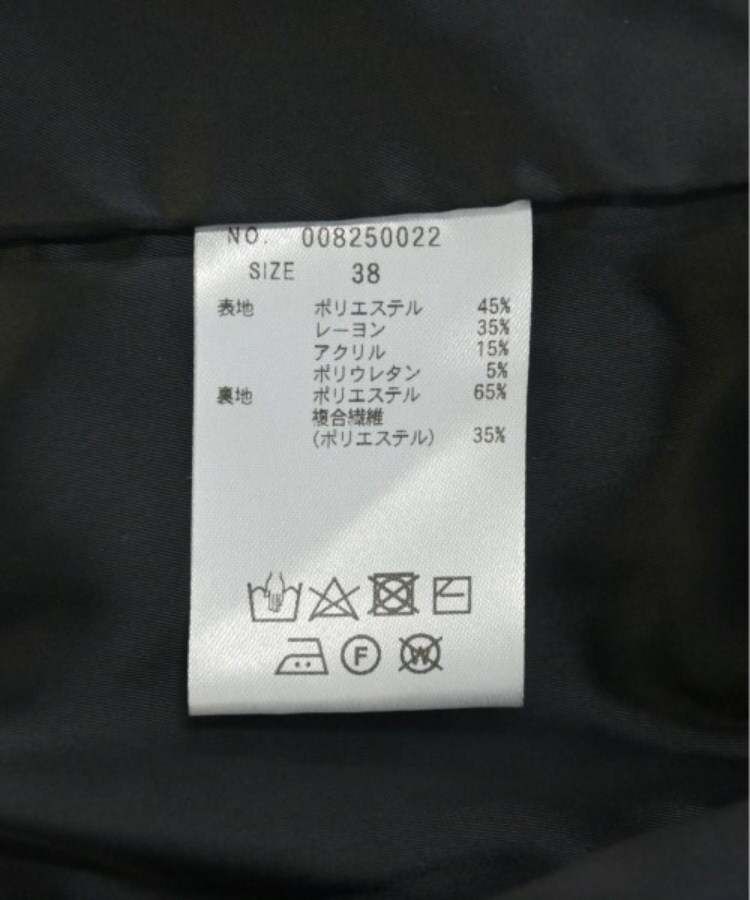 NO. 008250022
SIZE 38
表地 ポリエステル 45%
レーヨン 35%
アクリル 15%
ポリウレタン 5%
裏地 ポリエステル 65%
複合繊維
(ポリエステル) 35%
F W